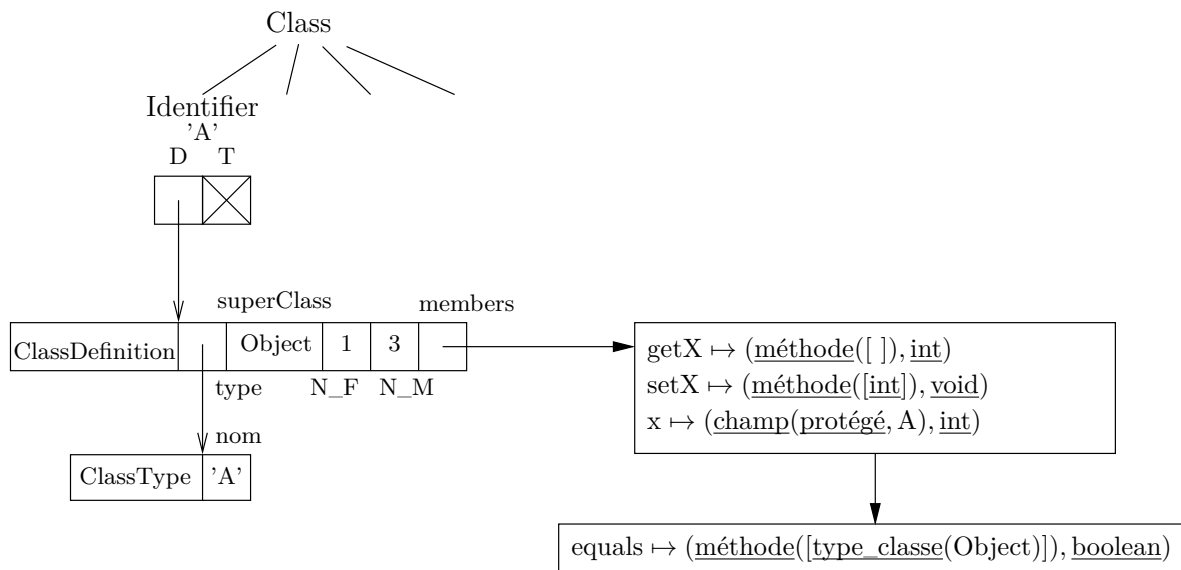 Class
Identifier
'A'
D T
superClass
members
ClassDefinition Object 1 3
type N_F N_M
nom
ClassType 'A'
getX ↦ (méthode([ ]), int)
setX ↦ (méthode([int]), void)
x ↦ (champ(protégé, A), int)
equals ↦ (méthode([type_classe(Object)]), boolean)